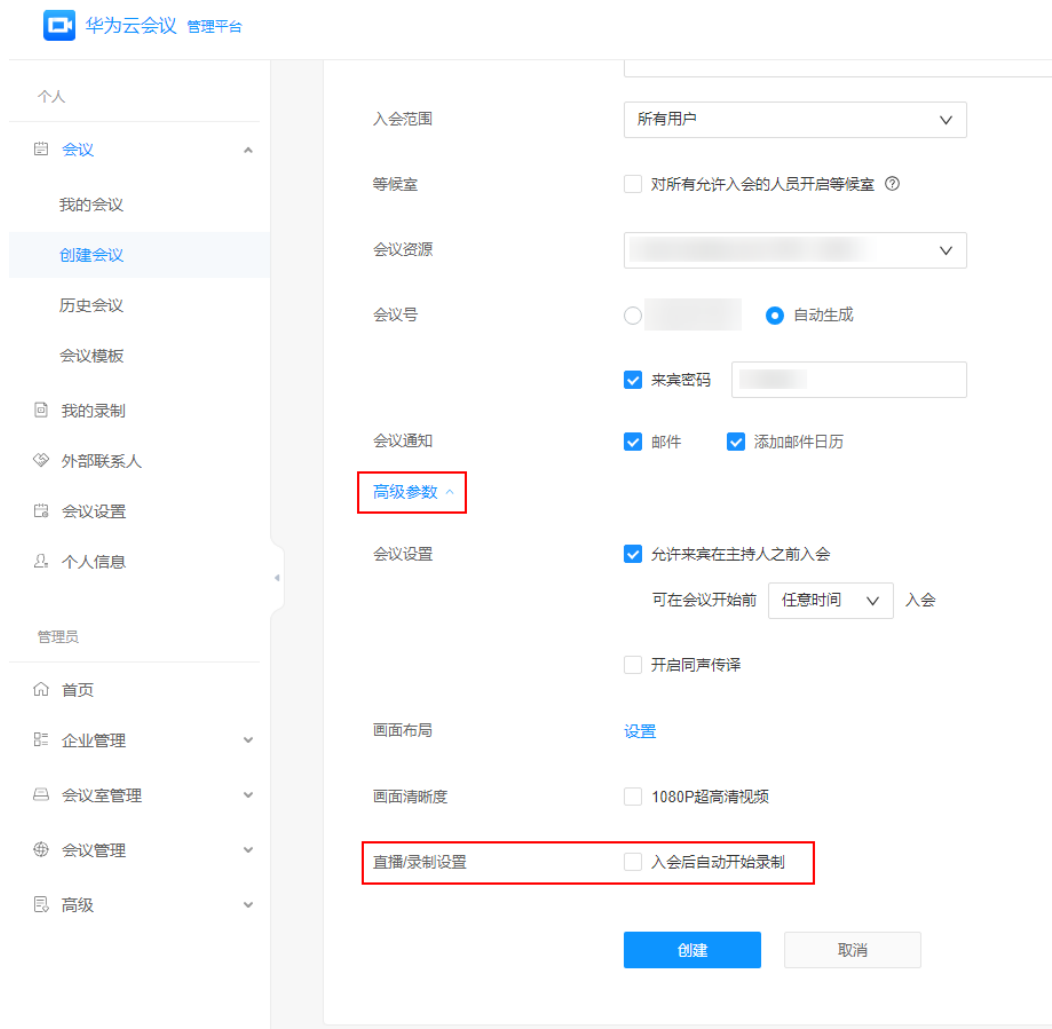 华为云会议 管理平台
个人
会议
我的会议
创建会议
历史会议
会议模板
我的录制
外部联系人
会议设置
个人信息
管理员
首页
企业管理
会议室管理
会议管理
高级
入会范围 所有用户
等候室 对所有允许入会的人员开启等候室
会议资源
会议号 自动生成
来宾密码
会议通知 邮件 添加邮件日历
高级参数
会议设置 允许来宾在主持人之前入会
可在会议开始前 任意时间 入会
开启同声传译
画面布局 设置
画面清晰度 1080P超高清视频
直播/录制设置 入会后自动开始录制
创建 取消